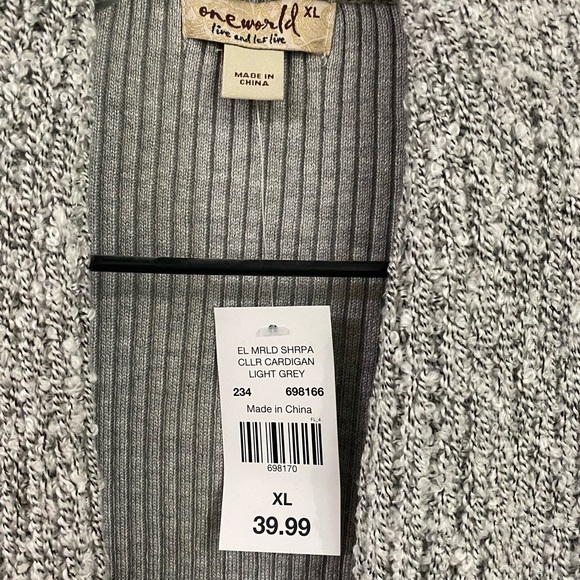 oneworld XL
live and let live
MADE IN
CHINA
EL MRLD SHRPA
CLLR CARDIGAN
LIGHT GREY
234 698166
Made in China
FL_4
698170
XL
39.99